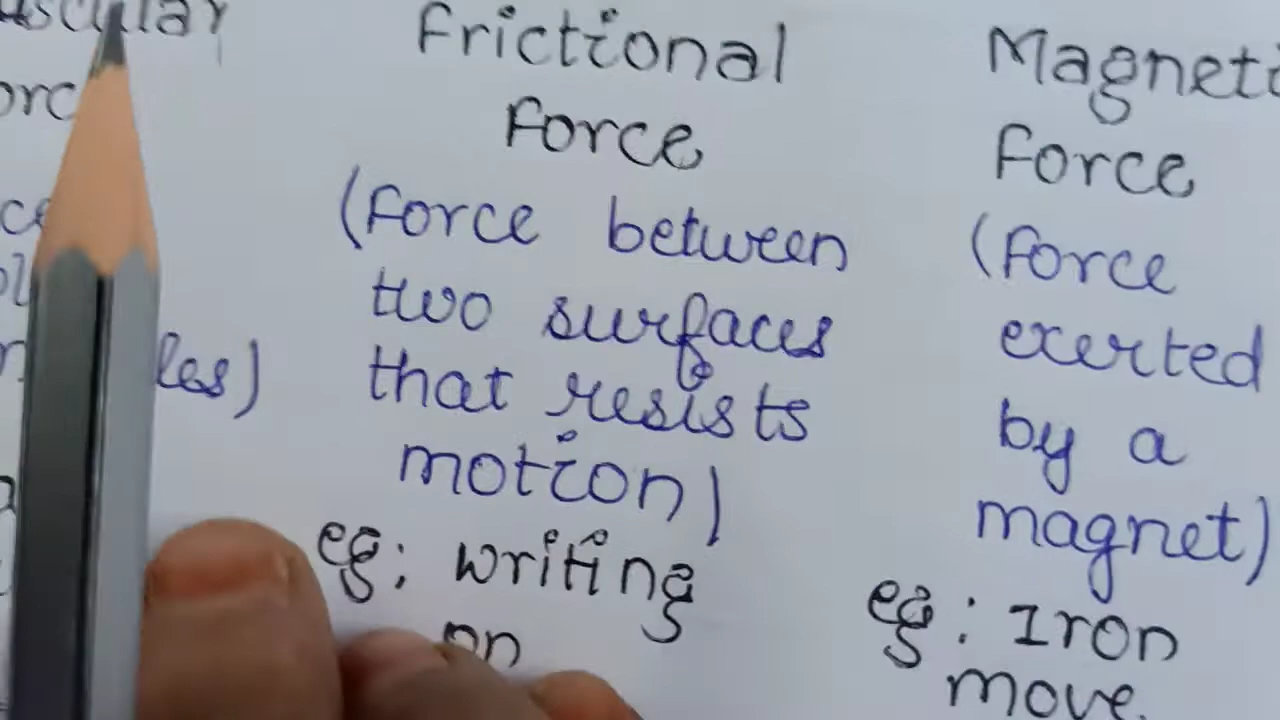 Frictional
Force
(Force between
two surfaces
that resists
motion)
eg: writing
on
Force
(Force
exerted
by a
magnet)
eg: Iron
move